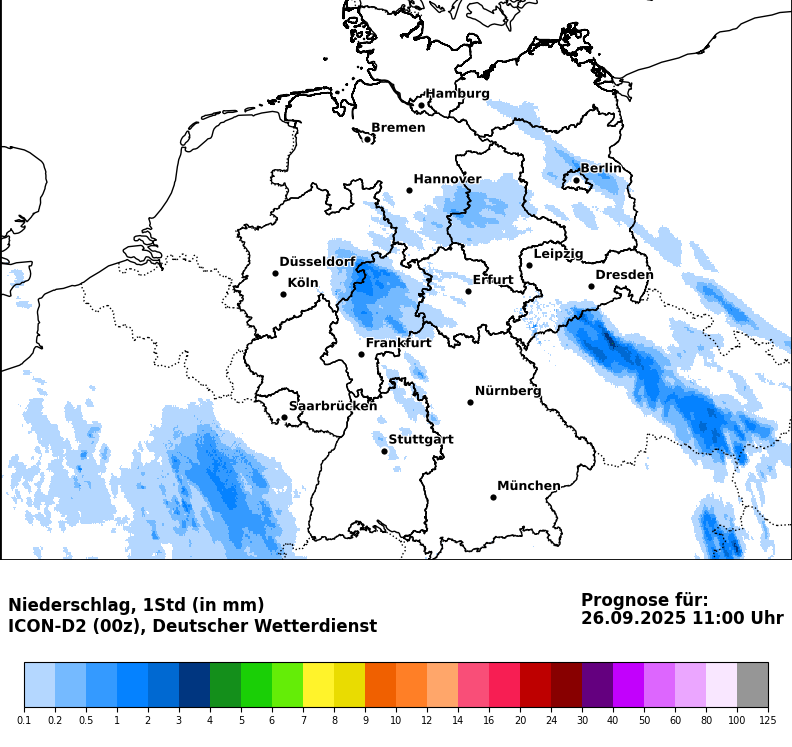 Hamburg
Bremen
Berlin
Hannover
Düsseldorf
Leipzig
Köln
Erfurt
Dresden
Frankfurt
Nürnberg
Saarbrücken
Stuttgart
München
Niederschlag, 1Std (in mm)
ICON-D2 (00z), Deutscher Wetterdienst
Prognose für:
26.09.2025 11:00 Uhr
0.1 0.2 0.5 1 2 3 4 5 6 7 8 9 10 12 14 16 20 24 30 40 50 60 80 100 125